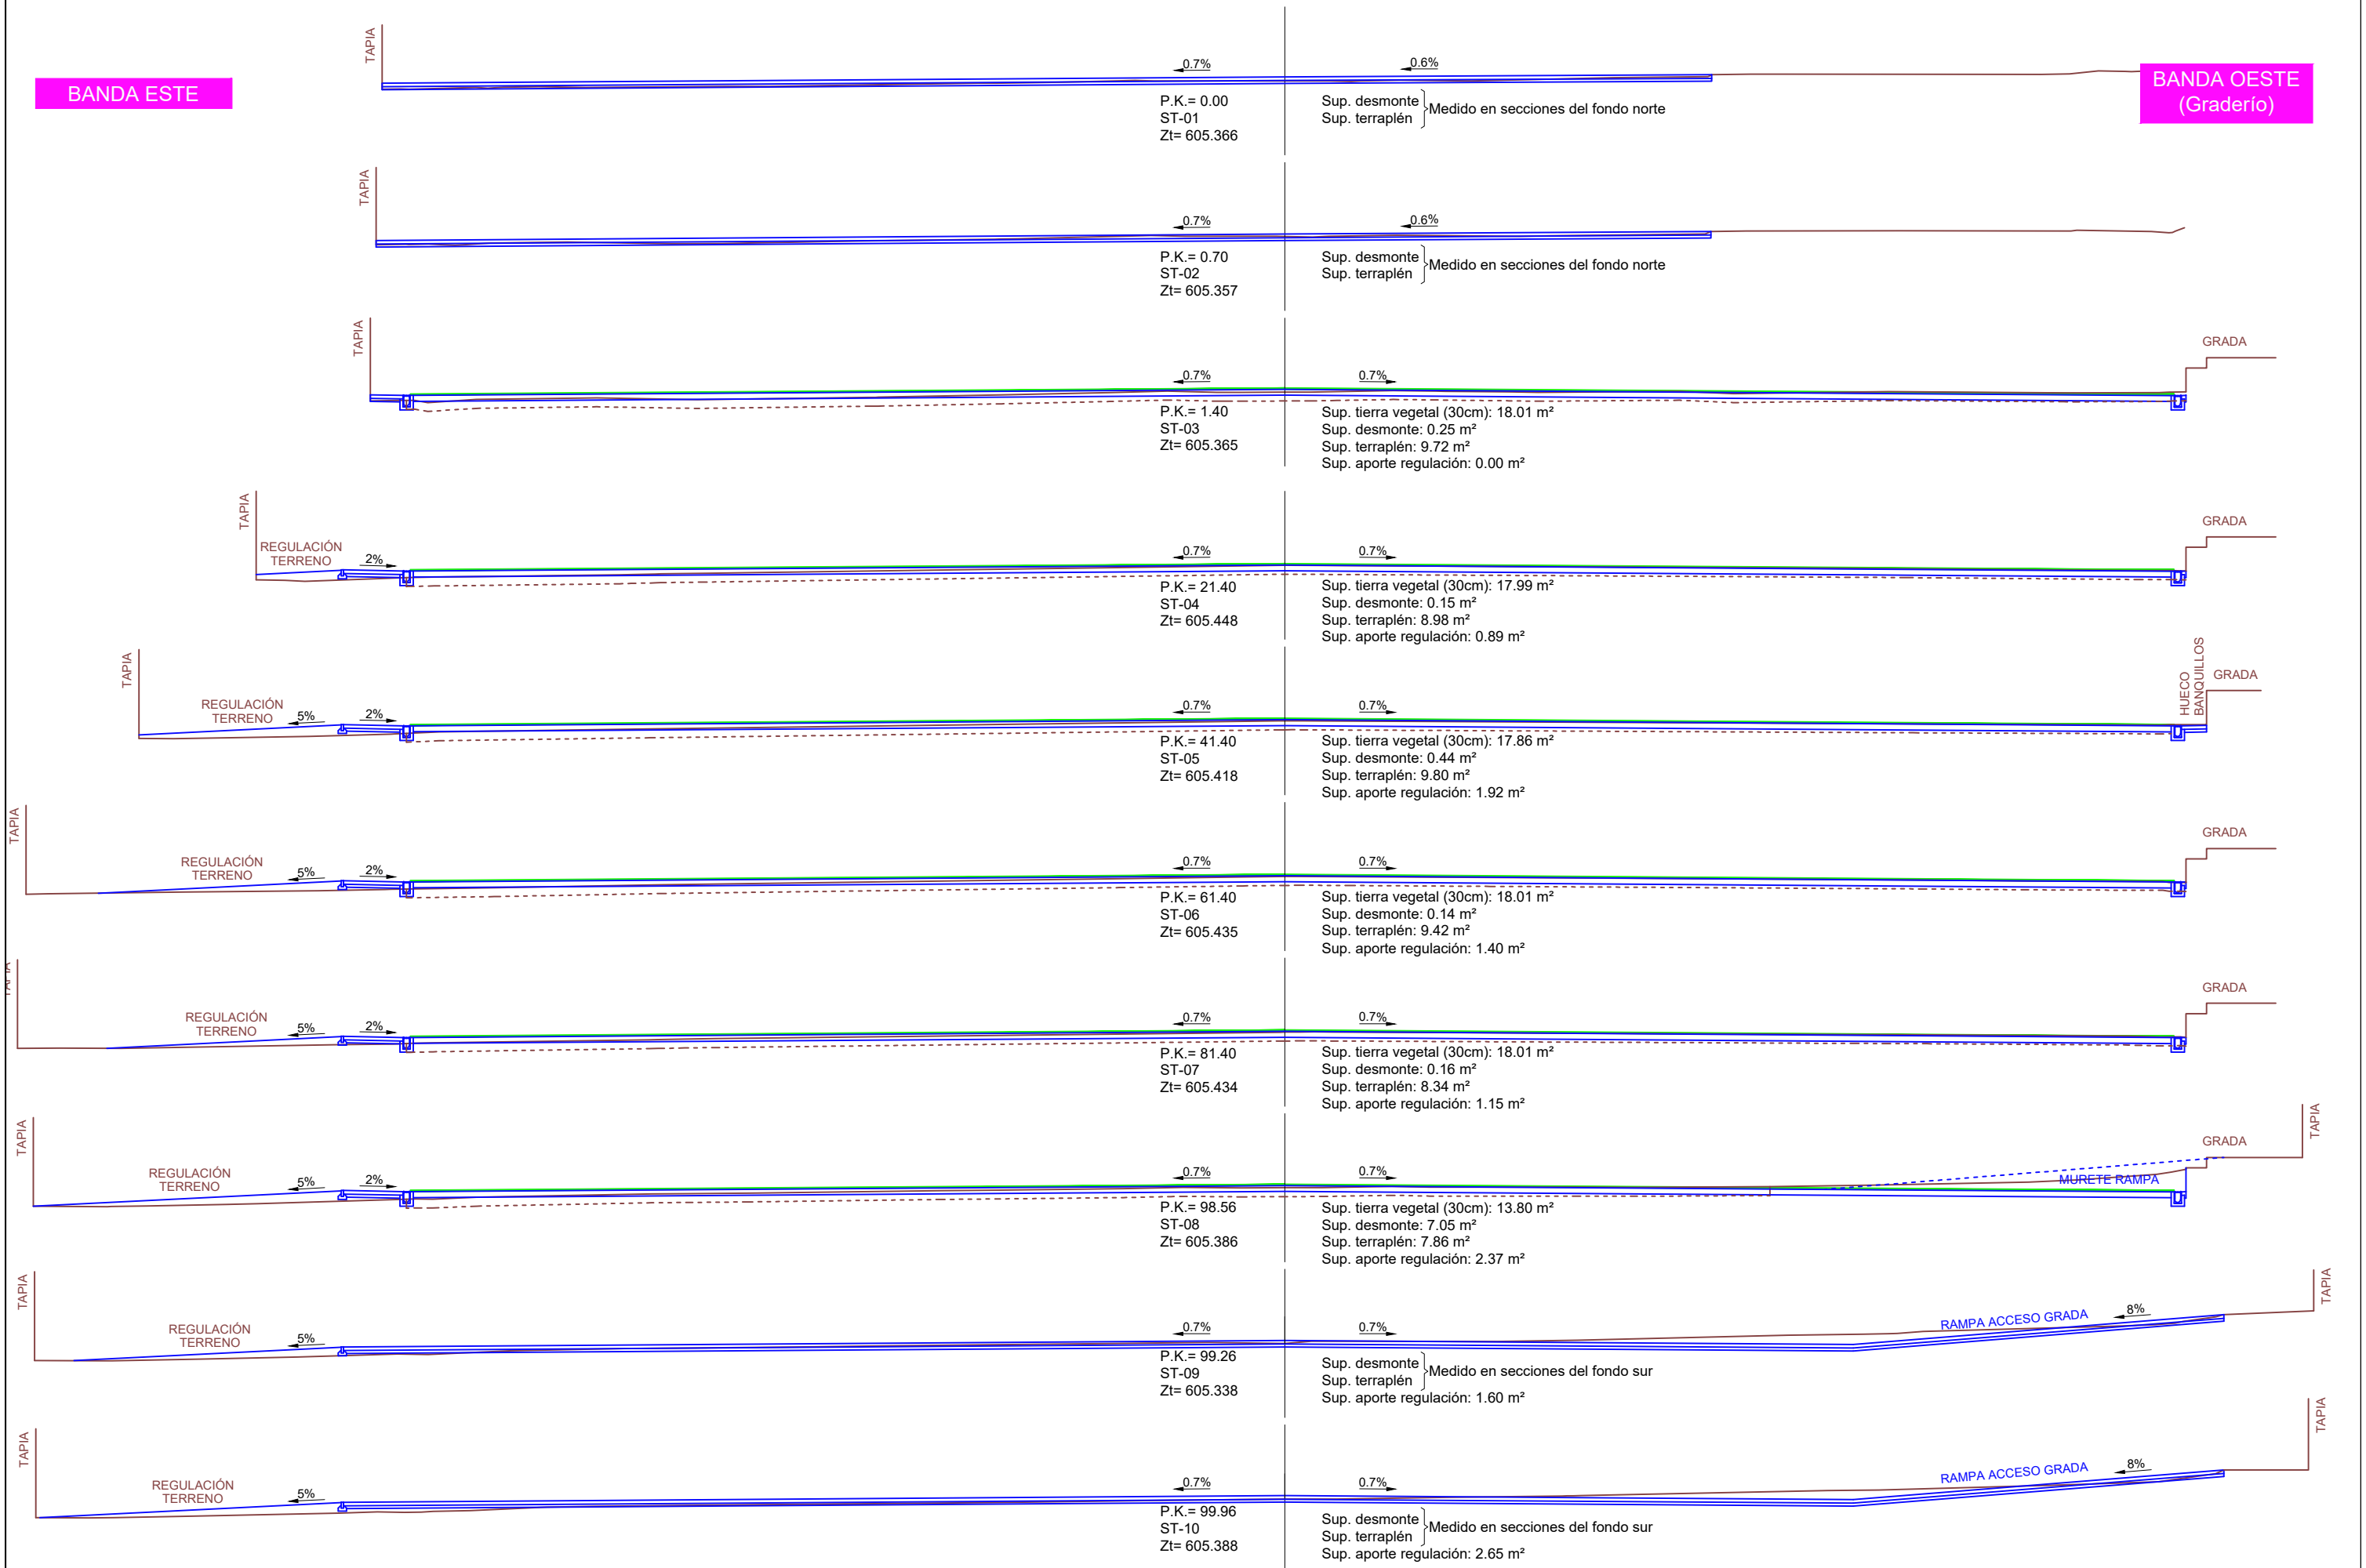 BANDA ESTE
BANDA OESTE
(Graderío)
TAPIA
0.7%
0.6%
P.K.= 0.00
ST-01
Zt= 605.366
Sup. desmonte
Sup. terraplén
Medido en secciones del fondo norte
TAPIA
0.7%
0.6%
P.K.= 0.70
ST-02
Zt= 605.357
Sup. desmonte
Sup. terraplén
Medido en secciones del fondo norte
TAPIA
0.7%
0.7%
GRADA
P.K.= 1.40
ST-03
Zt= 605.365
Sup. tierra vegetal (30cm): 18.01 m²
Sup. desmonte: 0.25 m²
Sup. terraplén: 9.72 m²
Sup. aporte regulación: 0.00 m²
TAPIA
REGULACIÓN
TERRENO
2%
0.7%
0.7%
GRADA
P.K.= 21.40
ST-04
Zt= 605.448
Sup. tierra vegetal (30cm): 17.99 m²
Sup. desmonte: 0.15 m²
Sup. terraplén: 8.98 m²
Sup. aporte regulación: 0.89 m²
TAPIA
REGULACIÓN
TERRENO
5%
2%
0.7%
0.7%
HUECO
BANQUILLOS
GRADA
P.K.= 41.40
ST-05
Zt= 605.418
Sup. tierra vegetal (30cm): 17.86 m²
Sup. desmonte: 0.44 m²
Sup. terraplén: 9.80 m²
Sup. aporte regulación: 1.92 m²
TAPIA
REGULACIÓN
TERRENO
5%
2%
0.7%
0.7%
GRADA
P.K.= 61.40
ST-06
Zt= 605.435
Sup. tierra vegetal (30cm): 18.01 m²
Sup. desmonte: 0.14 m²
Sup. terraplén: 9.42 m²
Sup. aporte regulación: 1.40 m²
TAPIA
REGULACIÓN
TERRENO
5%
2%
0.7%
0.7%
GRADA
P.K.= 81.40
ST-07
Zt= 605.434
Sup. tierra vegetal (30cm): 18.01 m²
Sup. desmonte: 0.16 m²
Sup. terraplén: 8.34 m²
Sup. aporte regulación: 1.15 m²
TAPIA
REGULACIÓN
TERRENO
5%
2%
0.7%
0.7%
GRADA
TAPIA
MURETE RAMPA
P.K.= 98.56
ST-08
Zt= 605.386
Sup. tierra vegetal (30cm): 13.80 m²
Sup. desmonte: 7.05 m²
Sup. terraplén: 7.86 m²
Sup. aporte regulación: 2.37 m²
TAPIA
REGULACIÓN
TERRENO
5%
0.7%
0.7%
RAMPA ACCESO GRADA
8%
TAPIA
P.K.= 99.26
ST-09
Zt= 605.338
Sup. desmonte
Sup. terraplén
Medido en secciones del fondo sur
Sup. aporte regulación: 1.60 m²
TAPIA
REGULACIÓN
TERRENO
5%
0.7%
0.7%
RAMPA ACCESO GRADA
8%
TAPIA
P.K.= 99.96
ST-10
Zt= 605.388
Sup. desmonte
Sup. terraplén
Medido en secciones del fondo sur
Sup. aporte regulación: 2.65 m²